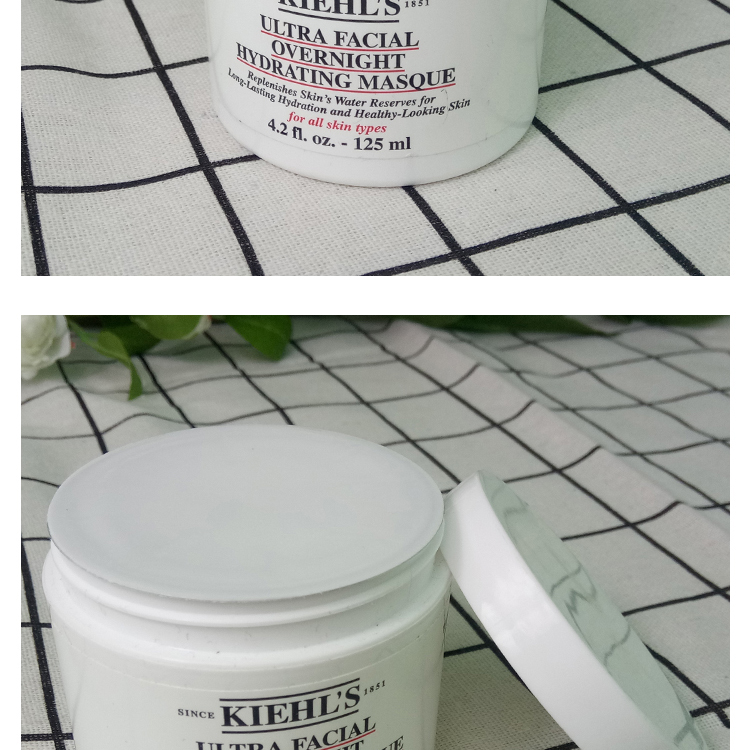 KIEHL'S 1851
ULTRA FACIAL
OVERNIGHT
HYDRATING MASQUE
Replenishes Skin's Water Reserves for
Long-Lasting Hydration and Healthy-Looking Skin
for all skin types
4.2 fl. oz. - 125 ml
SINCE KIEHL'S 1851
ULTRA FACIAL